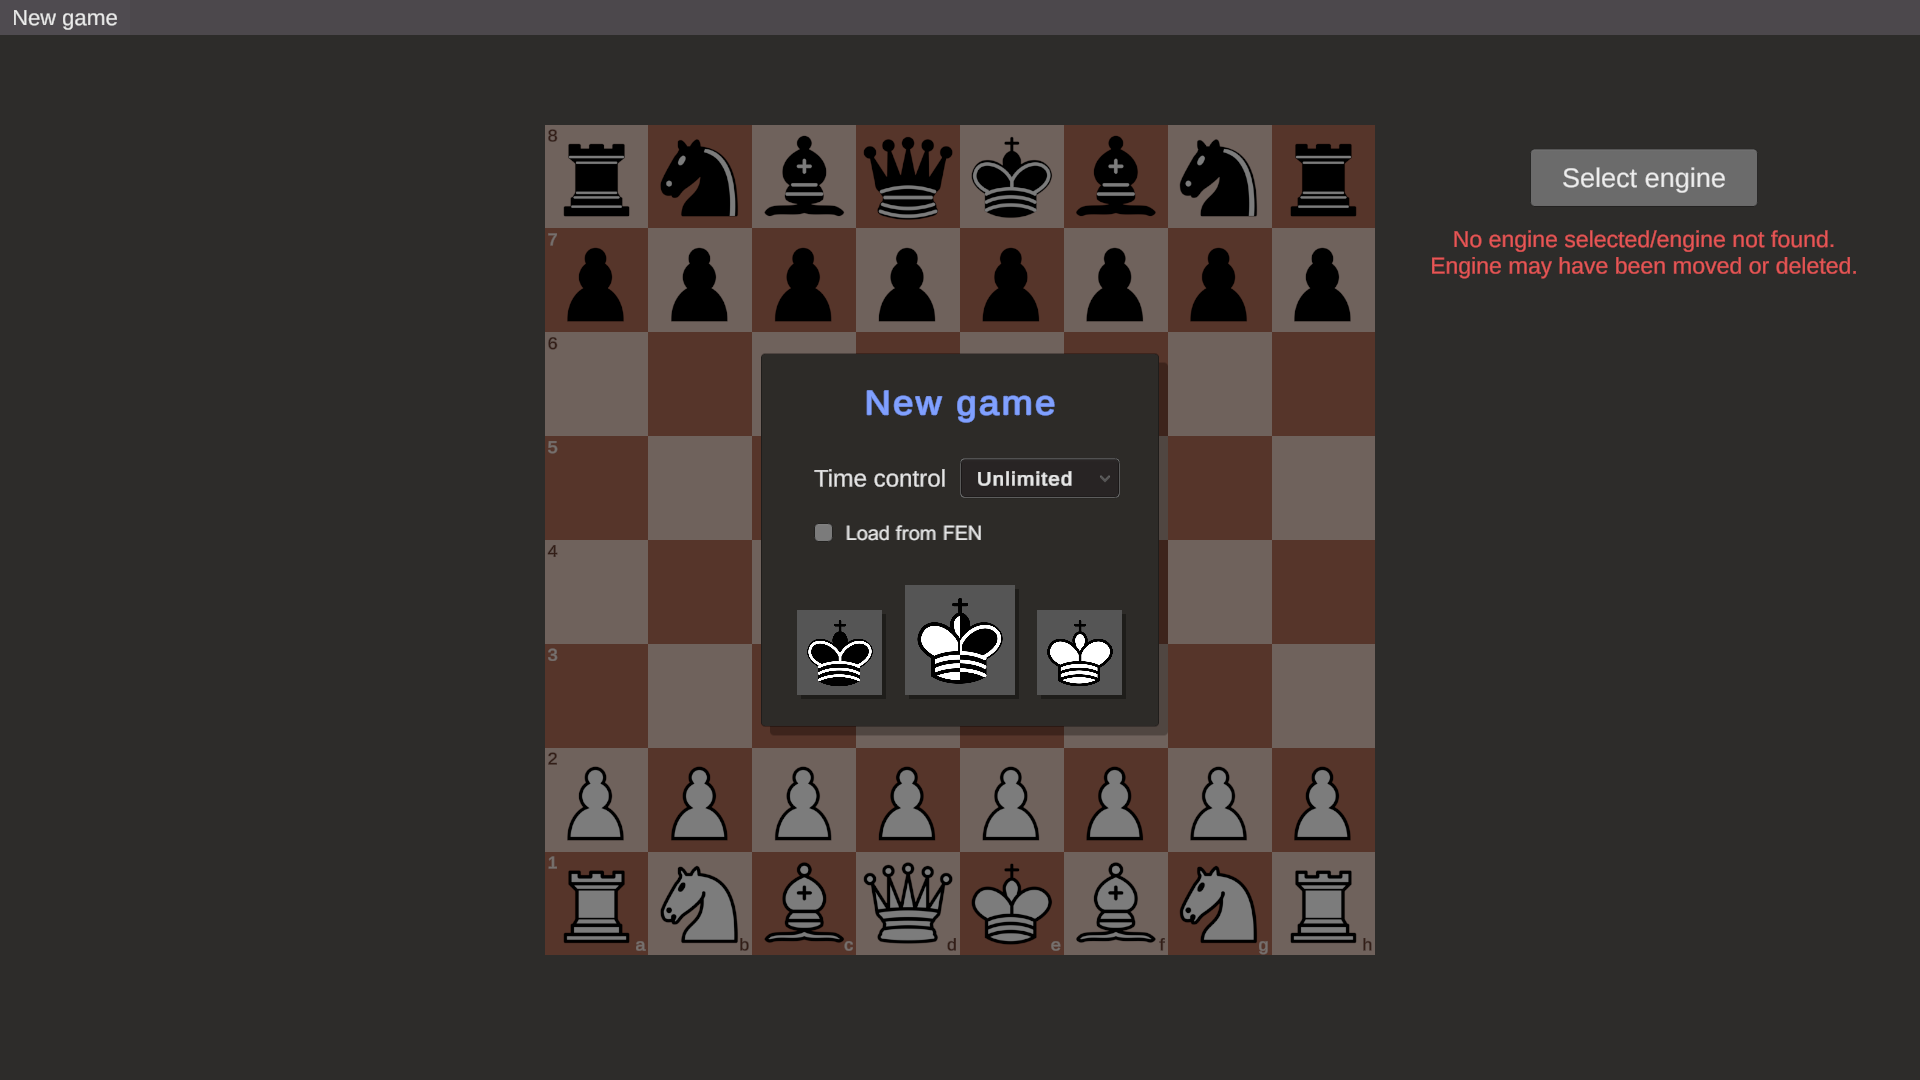 New game
8
7
6
5
4
3
2
1
a b c d e f g h
New game
Time control Unlimited
Load from FEN
Select engine
No engine selected/engine not found.
Engine may have been moved or deleted.